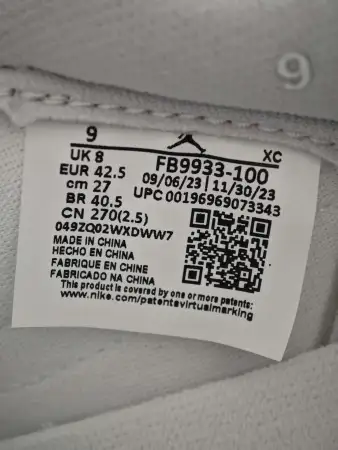 9
9 XC
UK 8 FB9933-100
EUR 42.5 09/06/23 | 11/30/23
cm 27 UPC 00196969073343
BR 40.5
CN 270(2.5)
049ZQ02WXDWW7
MADE IN CHINA
HECHO EN CHINA
FABRIQUE EN CHINE
FABRICADO NA CHINA
This product is covered by one or more patents:
www.nike.com/patentsvirtualmarking